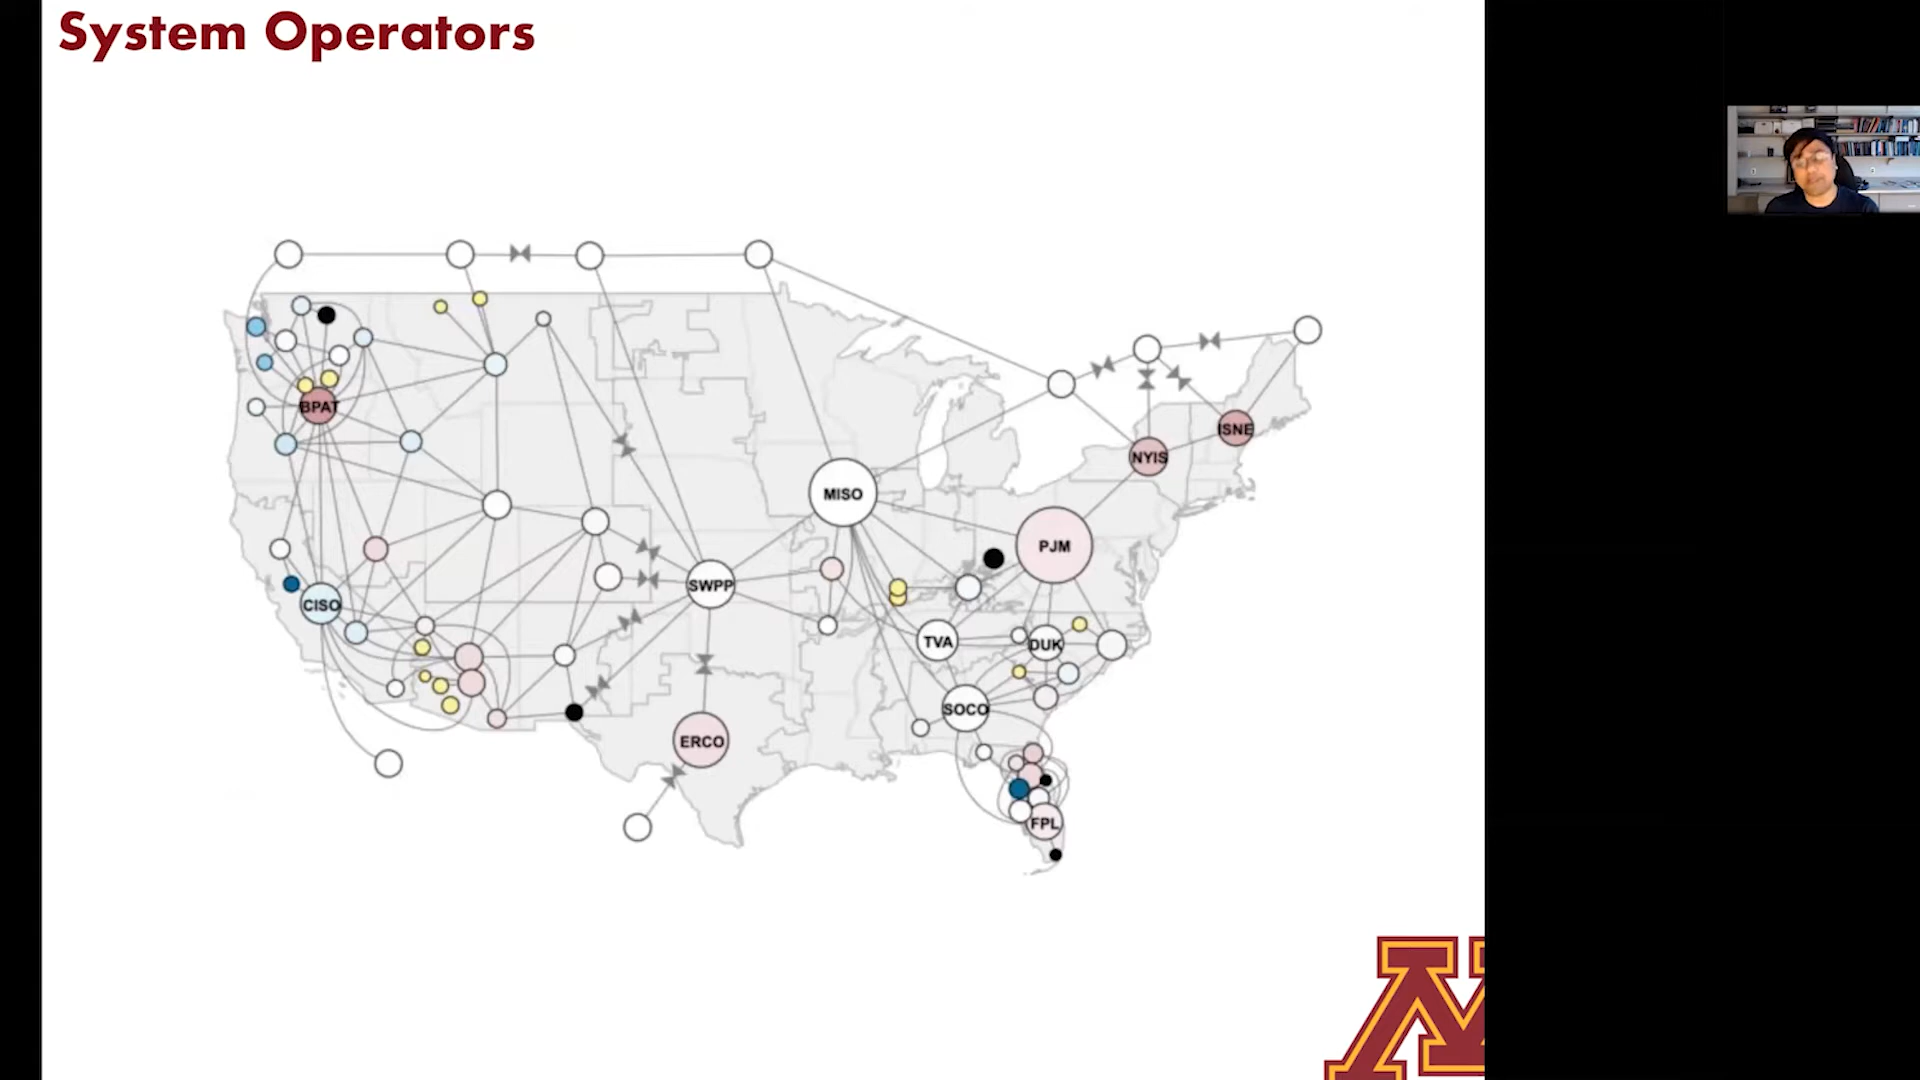 System Operators
BPAT
ISNE
NYIS
MISO
PJM
SWPP
CISO
TVA
DUK
SOCO
ERCO
FPL